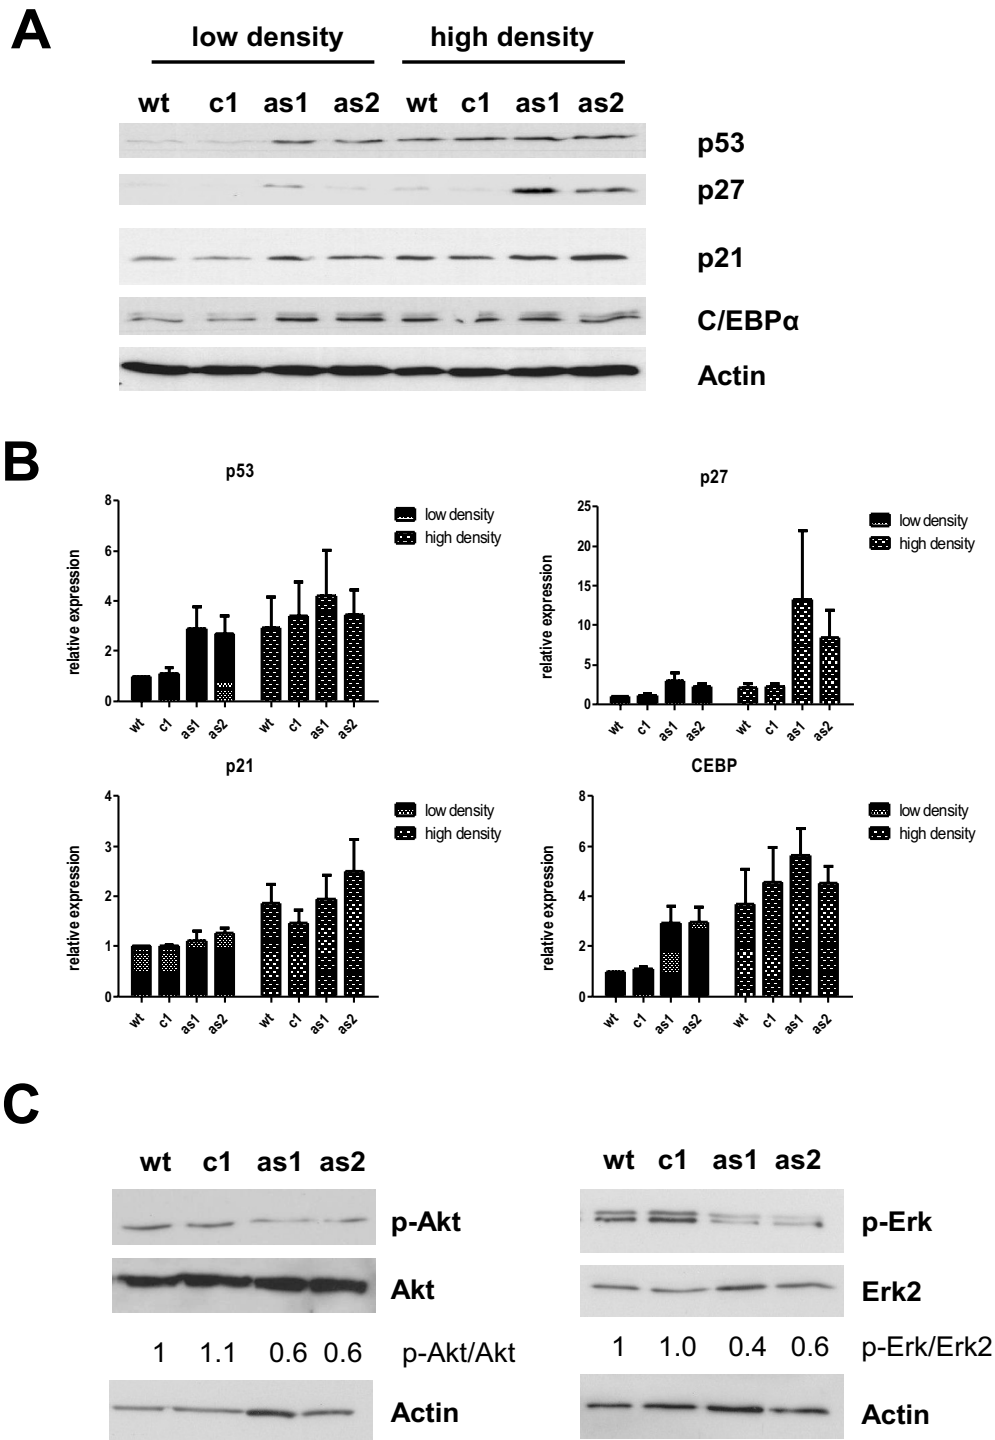 A
low density high density
wt c1 as1 as2 wt c1 as1 as2
p53
p27
p21
C/EBPα
Actin
B
p53
8
6
4
2
0
relative expression
wt c1 as1 as2 wt c1 as1 as2
low density
high density
p27
25
20
15
10
5
0
relative expression
wt c1 as1 as2 wt c1 as1 as2
low density
high density
p21
4
3
2
1
0
relative expression
wt c1 as1 as2 wt c1 as1 as2
low density
high density
CEBP
8
6
4
2
0
relative expression
wt c1 as1 as2 wt c1 as1 as2
low density
high density
C
wt c1 as1 as2
p-Akt
Akt
1 1.1 0.6 0.6 p-Akt/Akt
Actin
wt c1 as1 as2
p-Erk
Erk2
1 1.0 0.4 0.6 p-Erk/Erk2
Actin